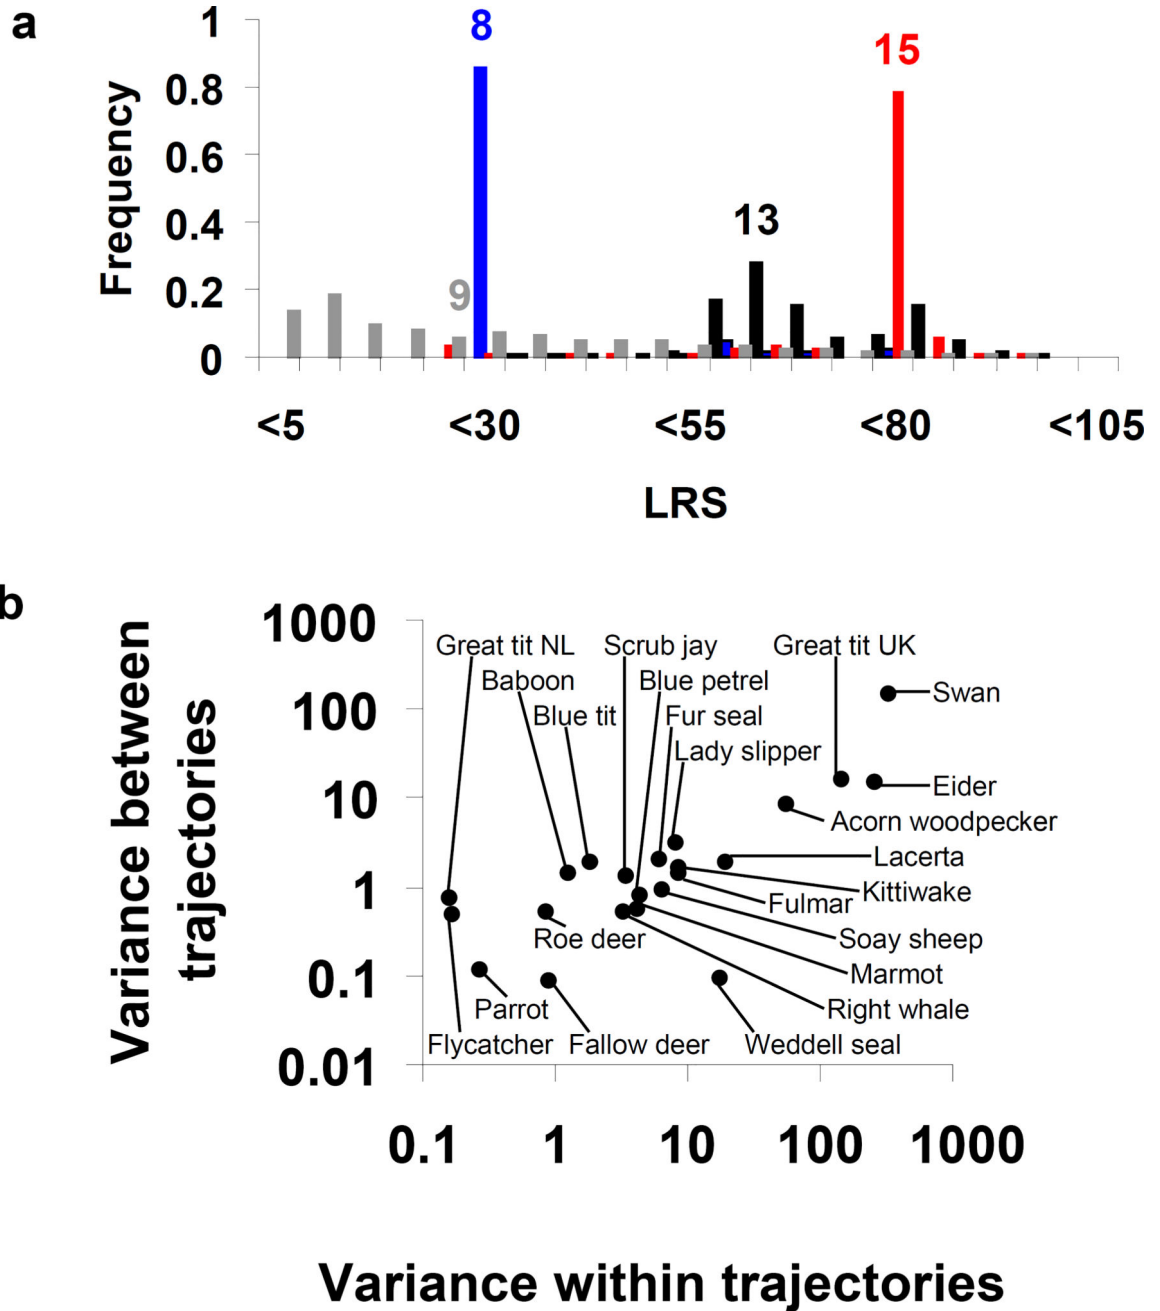 a
1
0.8
0.6
0.4
0.2
0
Frequency
8
15
13
9
<5 <30 <55 <80 <105
LRS
b
1000
100
10
1
0.1
0.01
Variance between
trajectories
Great tit NL Scrub jay Great tit UK
Baboon Blue petrel Swan
Blue tit Fur seal
Lady slipper
Eider
Acorn woodpecker
Lacerta
Kittiwake
Fulmar
Roe deer Soay sheep
Marmot
Parrot Right whale
Flycatcher Fallow deer Weddell seal
0.1 1 10 100 1000
Variance within trajectories